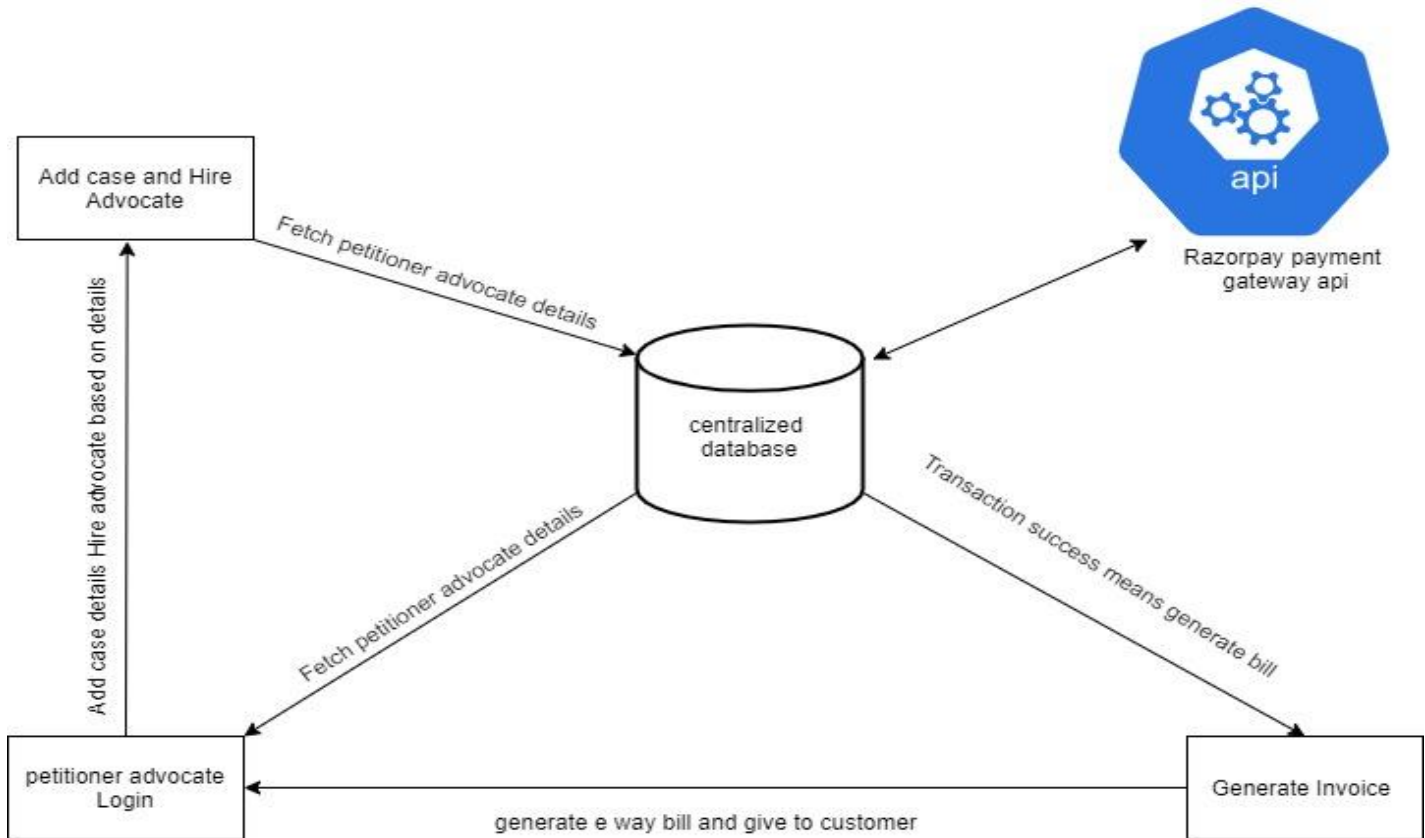 api
Razorpay payment
gateway api
Add case and Hire
Advocate
Fetch petitioner advocate details
Add case details Hire advrocate based on details
centralized
database
Transaction success means generate bill
Fetch petitioner advocate details
petitioner advocate
Login
Generate Invoice
generate e way bill and give to customer